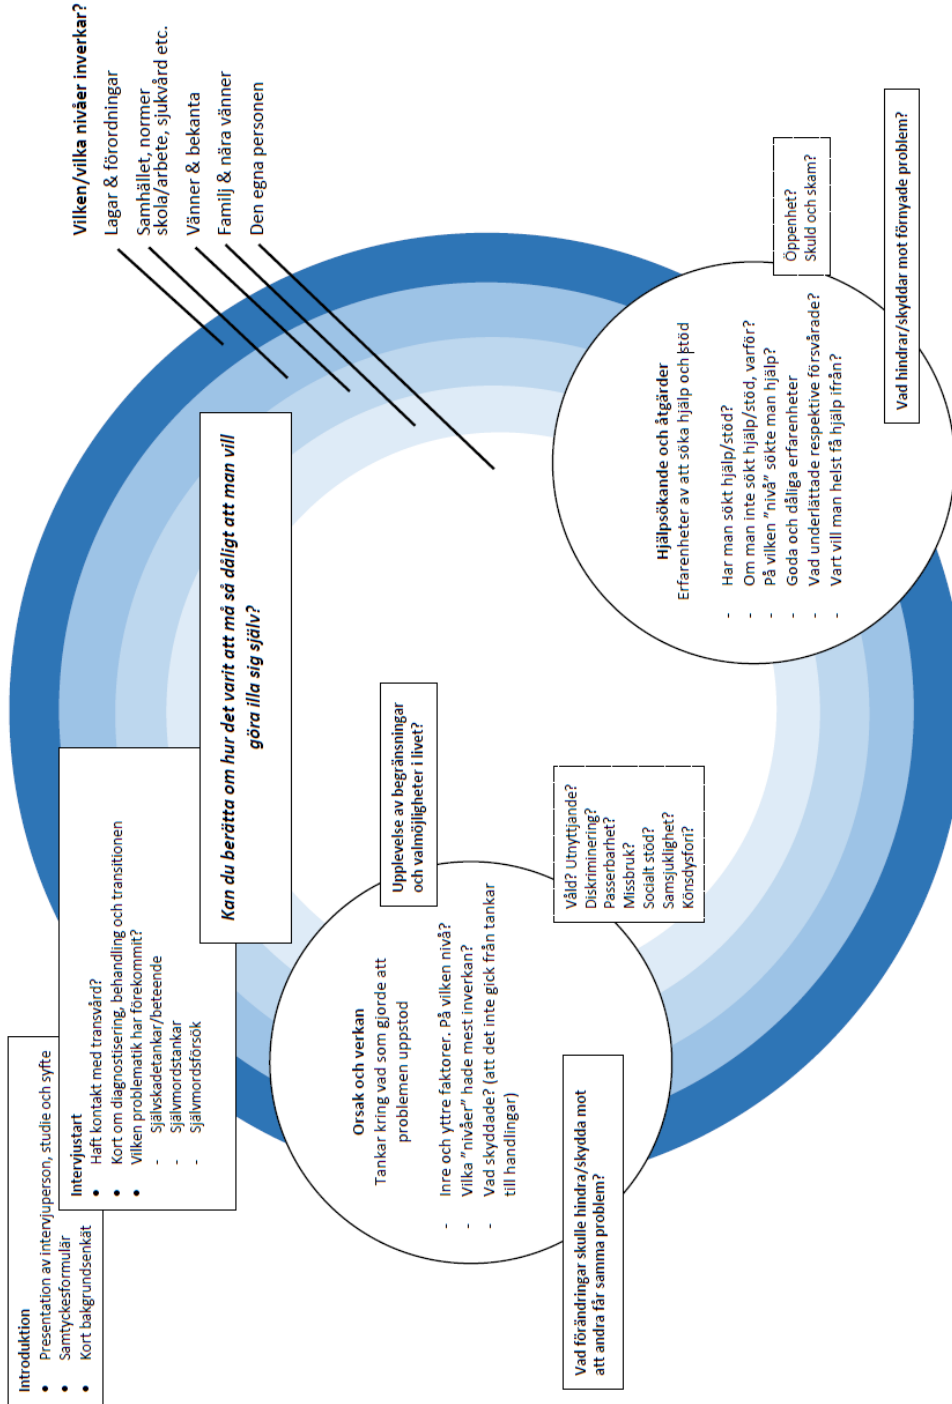 Introduktion
• Presentation av intervjuperson, studie och syfte
• Samtyckesformulär
• Kort bakgrundsenkät
Intervjustart
• Haft kontakt med transvård?
• Kort om diagnostisering, behandling och transitionen
• Vilken problematik har förekommit?
- Självskadetankar/beteende
- Självmordstankar
- Självmordsförsök
Kan du berätta om hur det varit att må så dåligt att man vill
göra illa sig själv?
Vilken/vilka nivåer inverkar?
Lagar & förordningar
Samhället, normer
skola/arbete, sjukvård etc.
Vänner & bekanta
Familj & nära vänner
Den egna personen
Orsak och verkan
Tankar kring vad som gjorde att
problemen uppstod
- Inre och yttre faktorer. På vilken nivå?
- Vilka ”nivåer” hade mest inverkan?
- Vad skyddade? (att det inte gick från tankar
till handlingar)
Upplevelse av begränsningar
och valmöjligheter i livet?
Våld? Utnyttjande?
Diskriminering?
Passerbarhet?
Missbruk?
Socialt stöd?
Samsjuklighet?
Könsdysfori?
Vad förändringar skulle hindra/skydda mot
att andra får samma problem?
Hjälpsökande och åtgärder
Erfarenheter av att söka hjälp och stöd
- Har man sökt hjälp/stöd?
- Om man inte sökt hjälp/stöd, varför?
- På vilken ”nivå” sökte man hjälp?
- Goda och dåliga erfarenheter
- Vad underlättade respektive försvårade?
- Vart vill man helst få hjälp ifrån?
Öppenhet?
Skuld och skam?
Vad hindrar/skyddar mot förnyade problem?